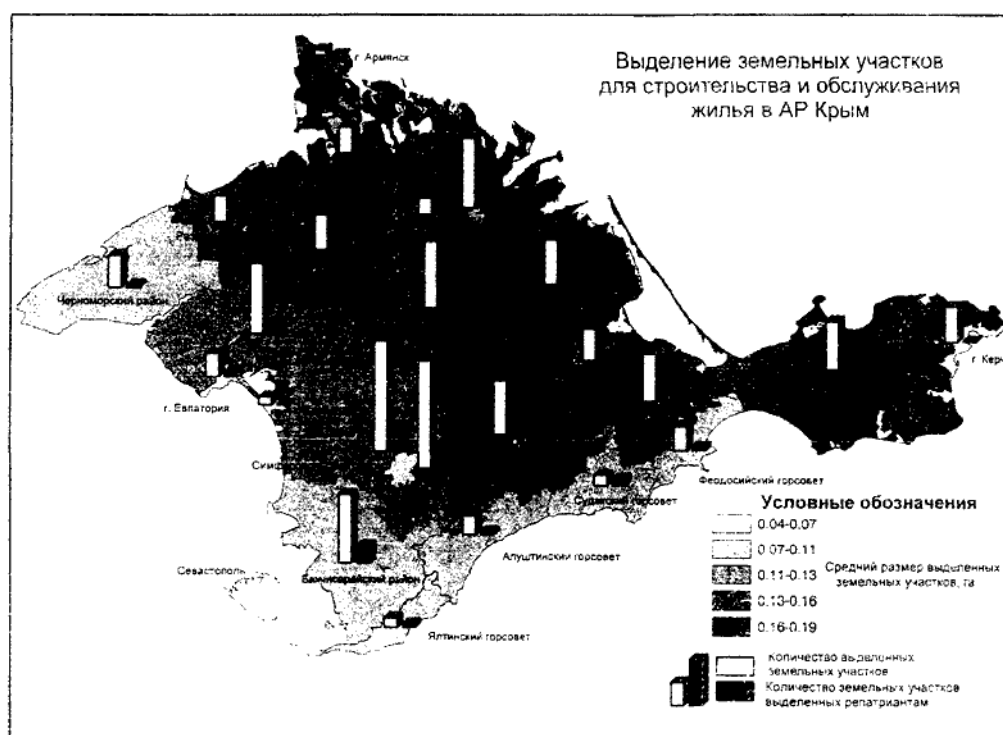 г. Армянск
Выделение земельных участков
для строительства и обслуживания
жилья в АР Крым
Черноморский район
г. Евпатория
г. Керч
Феодосийский горсовет
Судакский горсовет
Алуштинский горсовет
Севастополь
Бахчисарайский район
Ялтинский горсовет
Условные обозначения
0.04-0.07
0.07-0.11
0.11-0.13
Средний размер выделенных
земельных участков, га
0.13-0.16
0.16-0.19
Количество выделенных
земельных участков
Количество земельных участков
выделенных репатриантам